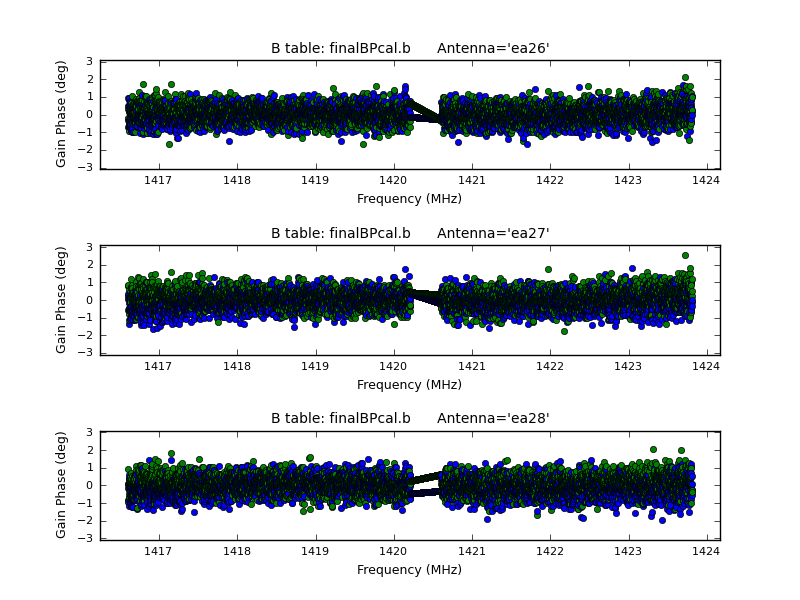 B table: finalBPcal.b      Antenna='ea26'
Gain Phase (deg)
3
2
1
0
−1
−2
−3
1417 1418 1419 1420 1421 1422 1423 1424
Frequency (MHz)
B table: finalBPcal.b      Antenna='ea27'
Gain Phase (deg)
3
2
1
0
−1
−2
−3
1417 1418 1419 1420 1421 1422 1423 1424
Frequency (MHz)
B table: finalBPcal.b      Antenna='ea28'
Gain Phase (deg)
3
2
1
0
−1
−2
−3
1417 1418 1419 1420 1421 1422 1423 1424
Frequency (MHz)